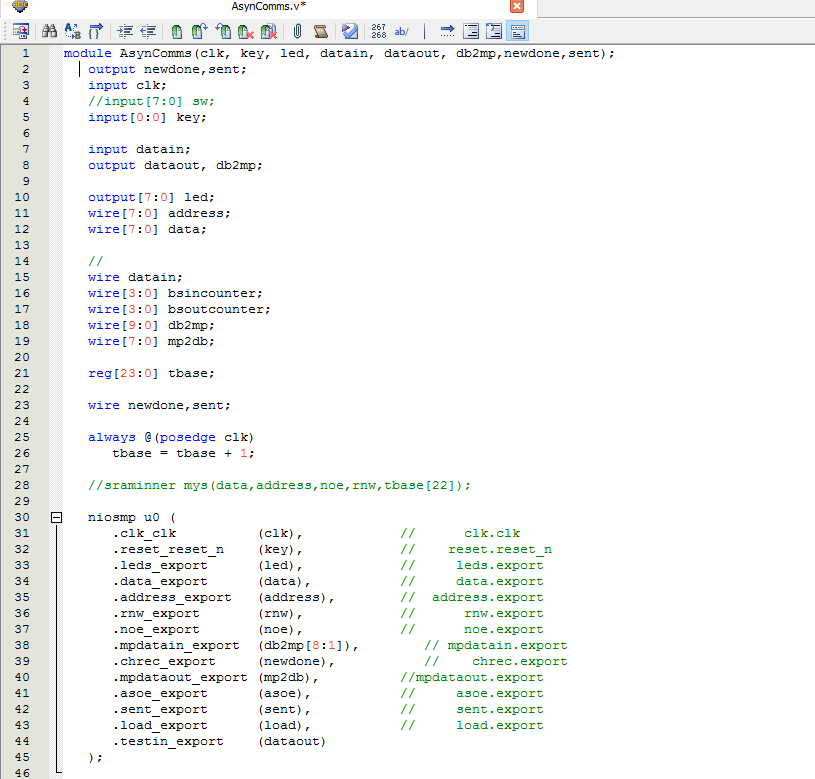 AsynComms.v*
267
268 ab/
1 module AsynComms(clk, key, led, datain, dataout, db2mp,newdone,sent);
2 output newdone,sent;
3 input clk;
4 //input[7:0] sw;
5 input[0:0] key;
6
7 input datain;
8 output dataout, db2mp;
9
10 output[7:0] led;
11 wire[7:0] address;
12 wire[7:0] data;
13
14 //
15 wire datain;
16 wire[3:0] bsincounter;
17 wire[3:0] bsoutcounter;
18 wire[9:0] db2mp;
19 wire[7:0] mp2db;
20
21 reg[23:0] tbase;
22
23 wire newdone,sent;
24
25 always @(posedge clk)
26 tbase = tbase + 1;
27
28 //sraminner mys(data,address,noe,rnw,tbase[22]);
29
30 niosmp u0 (
31 .clk_clk (clk), // clk.clk
32 .reset_reset_n (key), // reset.reset_n
33 .leds_export (led), // leds.export
34 .data_export (data), // data.export
35 .address_export (address), // address.export
36 .rnw_export (rnw), // rnw.export
37 .noe_export (noe), // noe.export
38 .mpdatain_export (db2mp[8:1]), // mpdatain.export
39 .chrec_export (newdone), // chrec.export
40 .mpdataout_export (mp2db), //mpdataout.export
41 .asoe_export (asoe), // asoe.export
42 .sent_export (sent), // sent.export
43 .load_export (load), // load.export
44 .testin_export (dataout)
45 );
46